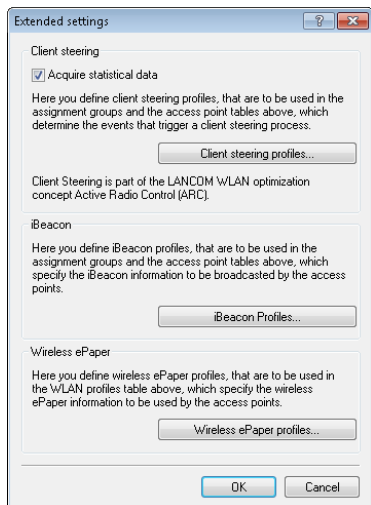 Extended settings
Client steering
Acquire statistical data
Here you define client steering profiles, that are to be used in the
assignment groups and the access point tables above, which
determine the events that trigger a client steering process.
Client steering profiles...
Client Steering is part of the LANCOM WLAN optimization
concept Active Radio Control (ARC).
iBeacon
Here you define iBeacon profiles, that are to be used in the
assignment groups and the access point tables above, which
specify the iBeacon information to be broadcasted by the access
points.
iBeacon Profiles...
Wireless ePaper
Here you define wireless ePaper profiles, that are to be used in
the WLAN profiles table above, which specify the wireless
ePaper information to be used by the access points.
Wireless ePaper profiles...
OK Cancel